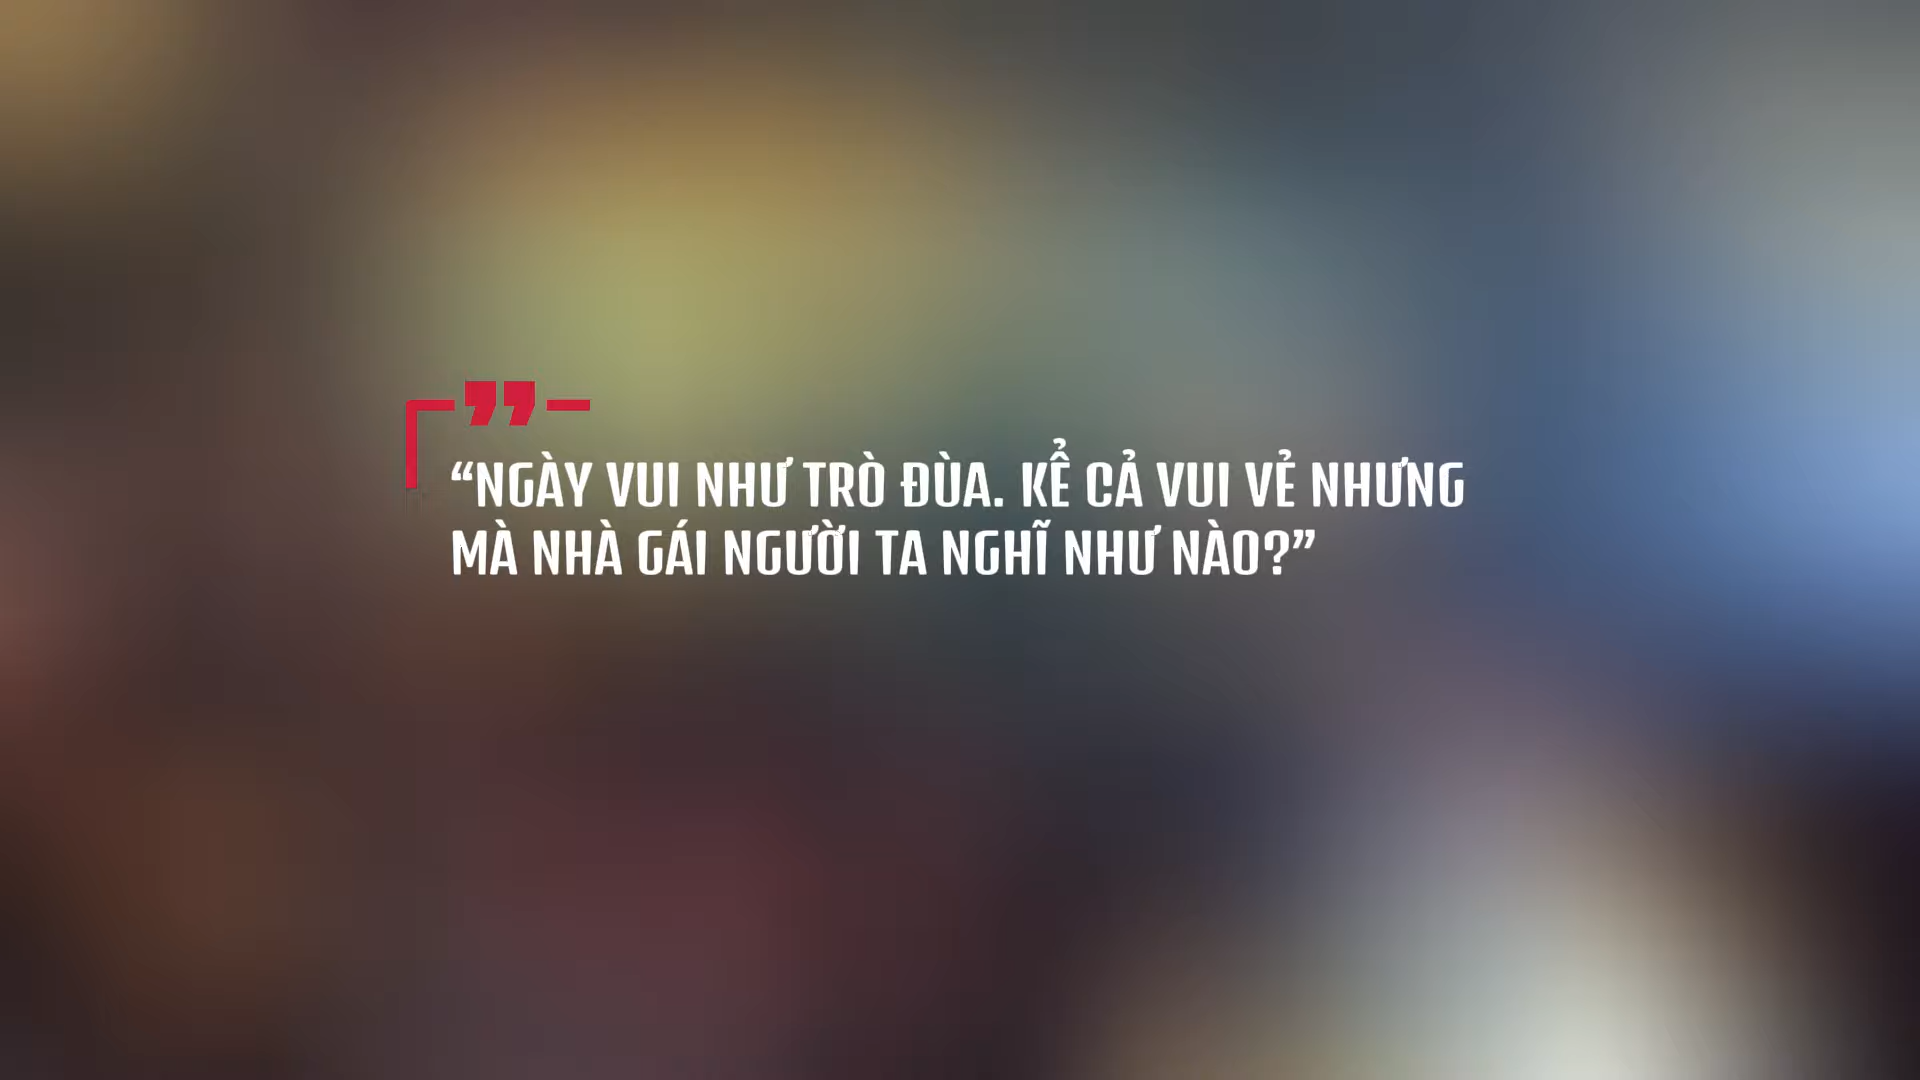 “NGÀY VUI NHƯ TRÒ ĐÙA. KỂ CẢ VUI VẺ NHƯNG
MÀ NHÀ GÁI NGƯỜI TA NGHĨ NHƯ NÀO?”